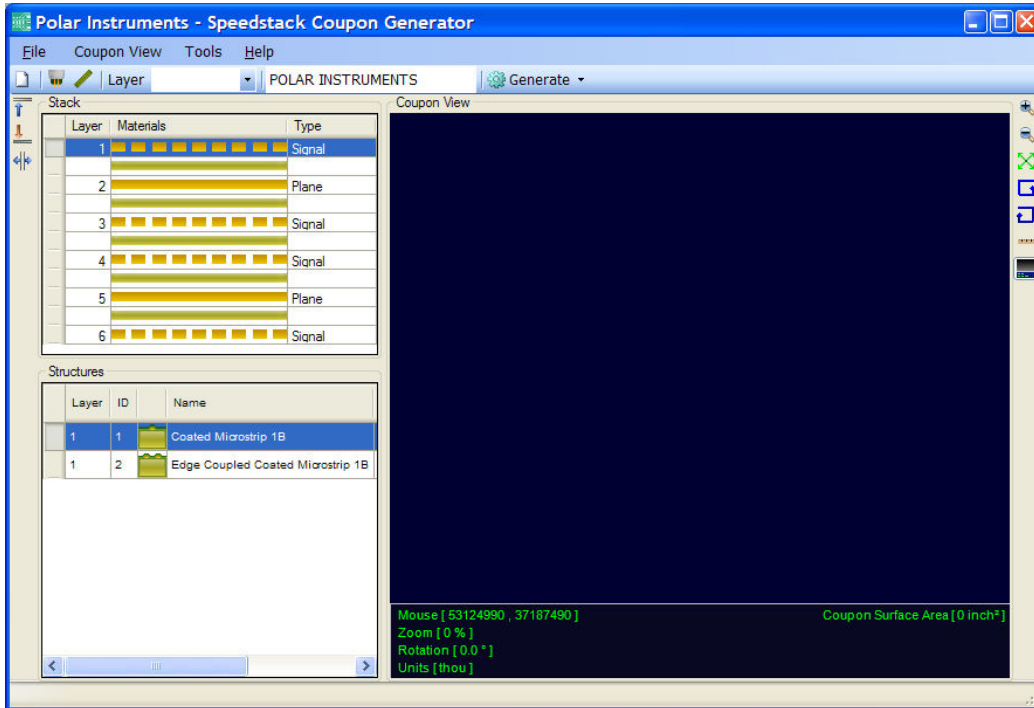 Polar Instruments - Speedstack Coupon Generator
File Coupon View Tools Help
Layer POLAR INSTRUMENTS Generate
Stack
Layer Materials Type
1 Signal
2 Plane
3 Signal
4 Signal
5 Plane
6 Signal
Structures
Layer ID Name
1 1 Coated Microstrip 1B
1 2 Edge Coupled Coated Microstrip 1B
Coupon View
Mouse [ 53124990 , 37187490 ] Coupon Surface Area [ 0 inch² ]
Zoom [ 0 % ]
Rotation [ 0.0 ° ]
Units [ thou ]